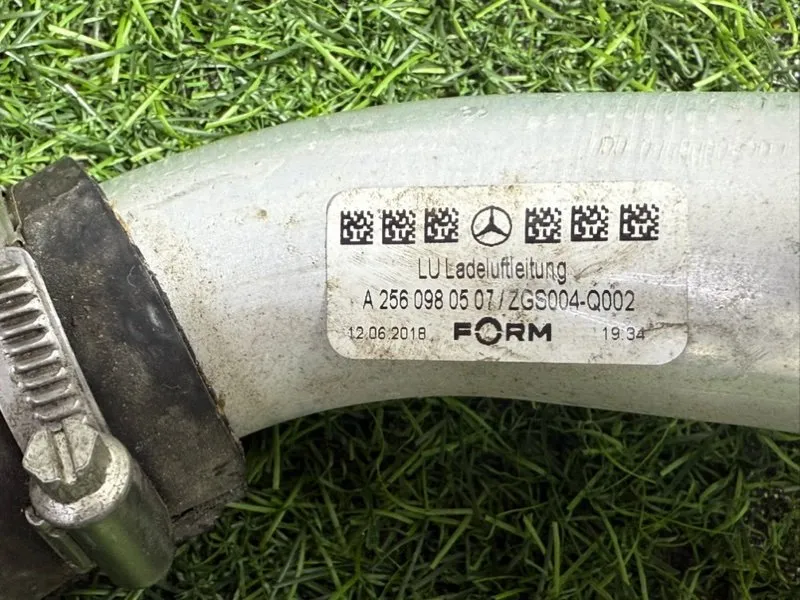 LU Ladeluftleitung
A 256 098 05 07 / ZGS004-Q002
12.06.2018 FORM 19:34